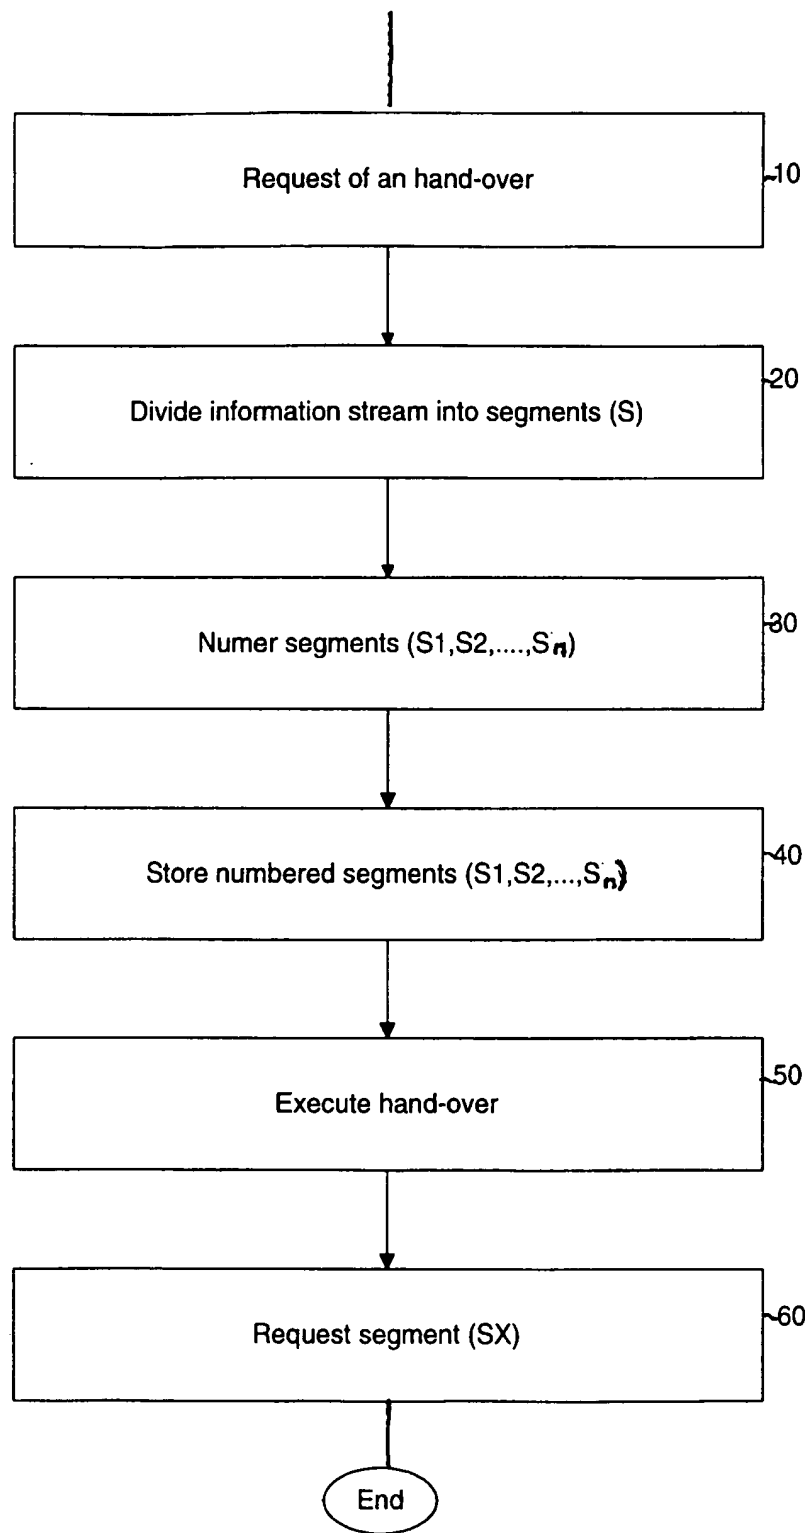 Request of an hand-over
10
Divide information stream into segments (S)
20
Numer segments (S1,S2,....,Sn)
30
Store numbered segments (S1,S2,...,Sn)
40
Execute hand-over
50
Request segment (SX)
60
End